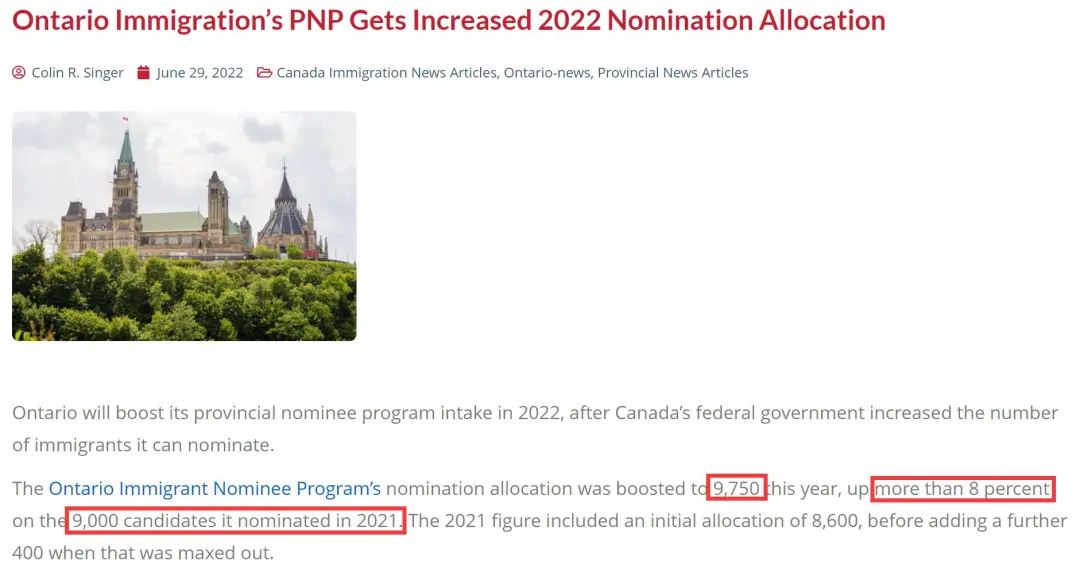 Ontario Immigration’s PNP Gets Increased 2022 Nomination Allocation
Colin R. Singer June 29, 2022 Canada Immigration News Articles, Ontario-news, Provincial News Articles
Ontario will boost its provincial nominee program intake in 2022, after Canada’s federal government increased the number
of immigrants it can nominate.
The Ontario Immigrant Nominee Program’s nomination allocation was boosted to 9,750 this year, up more than 8 percent
on the 9,000 candidates it nominated in 2021. The 2021 figure included an initial allocation of 8,600, before adding a further
400 when that was maxed out.